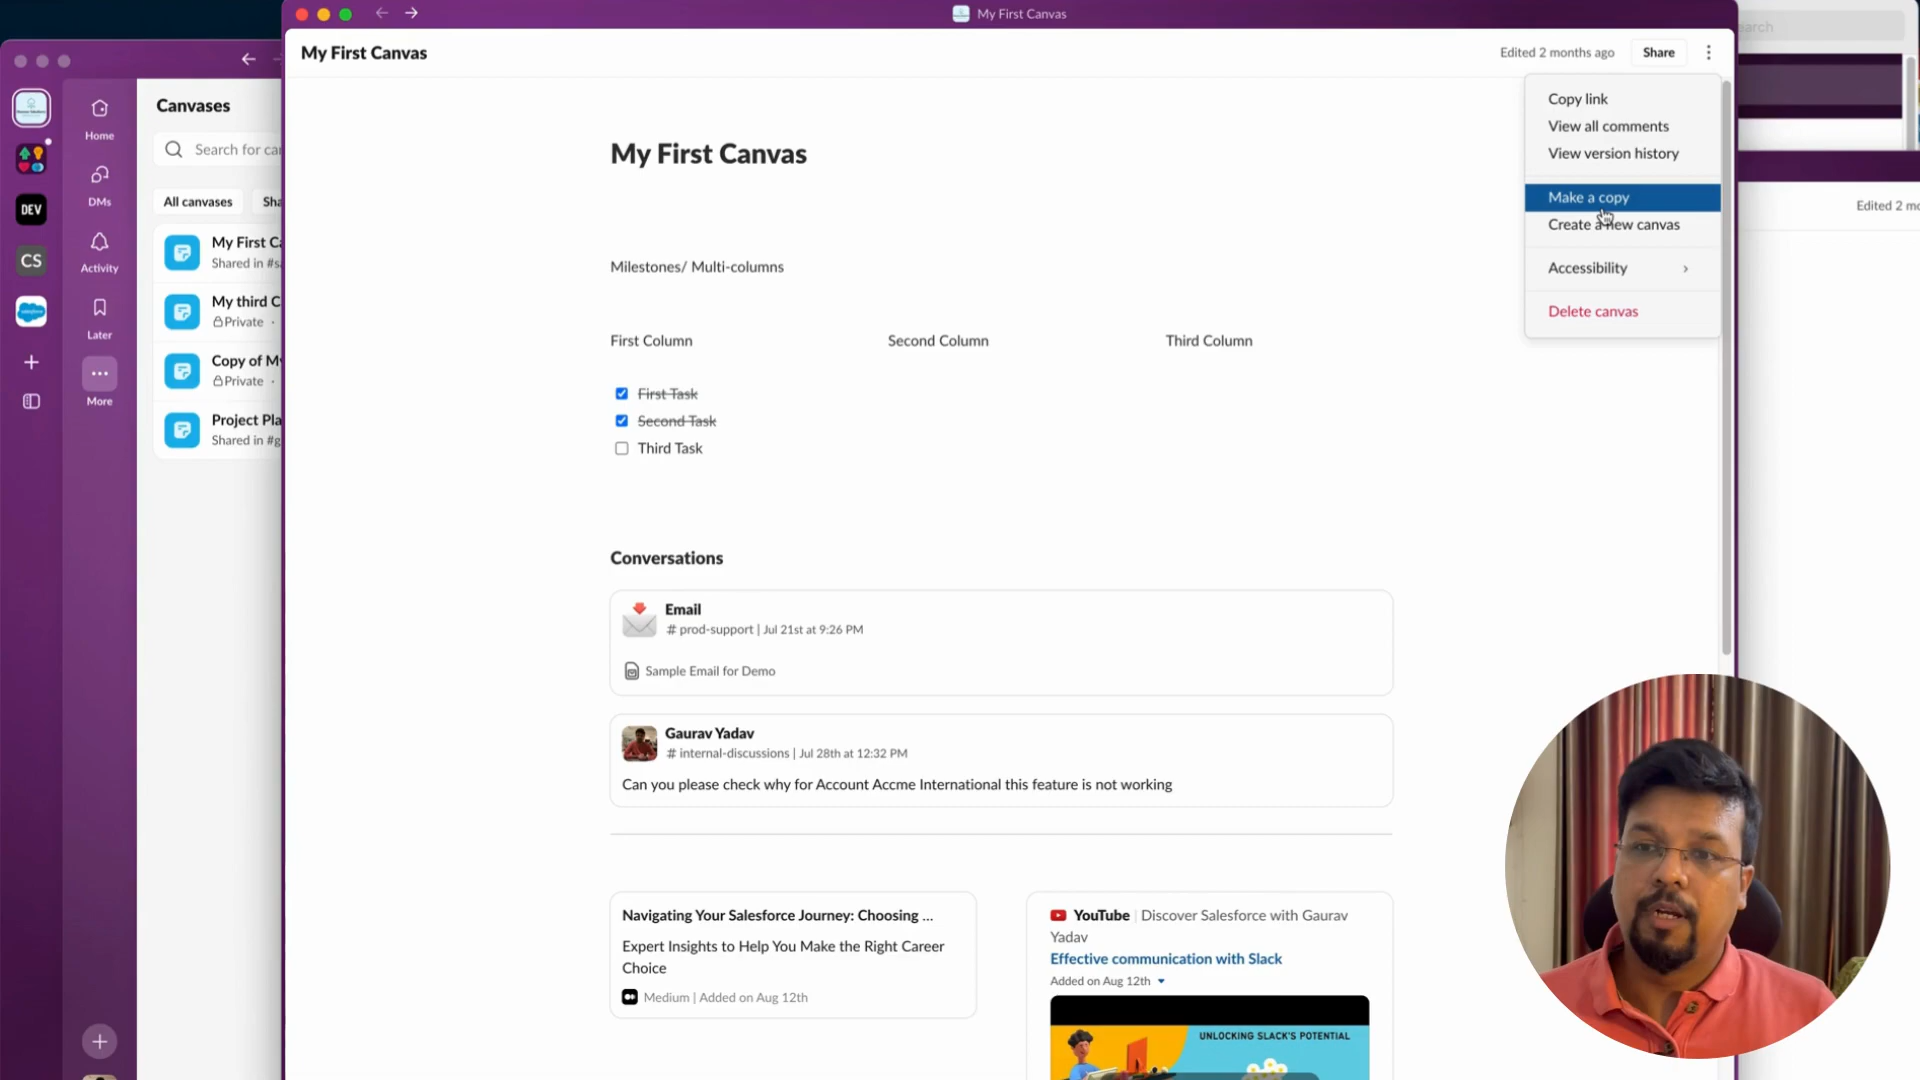 My First Canvas
earch
My First Canvas
Edited 2 months ago
Share
Copy link
View all comments
View version history
Make a copy
Create a new canvas
Accessibility
Delete canvas
Edited 2 mo
Home
DMs
Activity
Later
More
DEV
CS
Canvases
Search for ca
All canvases
Sha
My First C
Shared in #s
My third C
Private ·
Copy of M
Private ·
Project Pla
Shared in #g
My First Canvas
Milestones/ Multi-columns
First Column
Second Column
Third Column
First Task
Second Task
Third Task
Conversations
Email
# prod-support | Jul 21st at 9:26 PM
Sample Email for Demo
Gaurav Yadav
# internal-discussions | Jul 28th at 12:32 PM
Can you please check why for Account Accme International this feature is not working
Navigating Your Salesforce Journey: Choosing ...
Expert Insights to Help You Make the Right Career
Choice
Medium | Added on Aug 12th
YouTube | Discover Salesforce with Gaurav
Yadav
Effective communication with Slack
Added on Aug 12th
UNLOCKING SLACK'S POTENTIAL